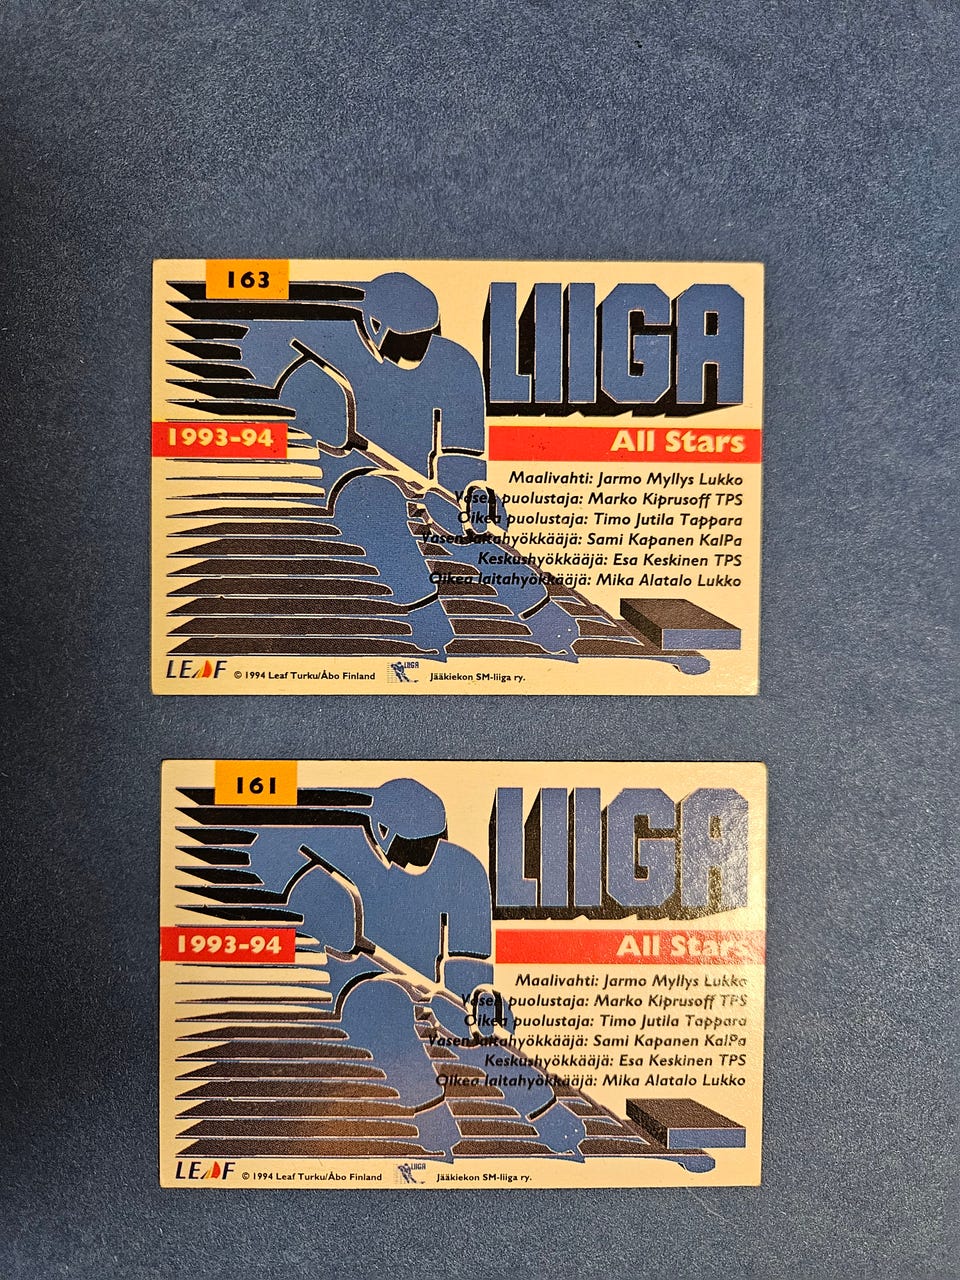 163
LIIGA
1993-94
All Stars
Maalivahti: Jarmo Myllys Lukko
Vasen puolustaja: Marko Kiprusoff TPS
Oikea puolustaja: Timo Jutila Tappara
Vasen laitahyökkääjä: Sami Kapanen KalPa
Keskushyökkääjä: Esa Keskinen TPS
Oikea laitahyökkääjä: Mika Alatalo Lukko
LEAF © 1994 Leaf Turku/Åbo Finland LIIGA Jääkiekon SM-liiga ry.
161
LIIGA
1993-94
All Stars
Maalivahti: Jarmo Myllys Lukko
Vasen puolustaja: Marko Kiprusoff TPS
Oikea puolustaja: Timo Jutila Tappara
Vasen laitahyökkääjä: Sami Kapanen KalPa
Keskushyökkääjä: Esa Keskinen TPS
Oikea laitahyökkääjä: Mika Alatalo Lukko
LEAF © 1994 Leaf Turku/Åbo Finland LIIGA Jääkiekon SM-liiga ry.